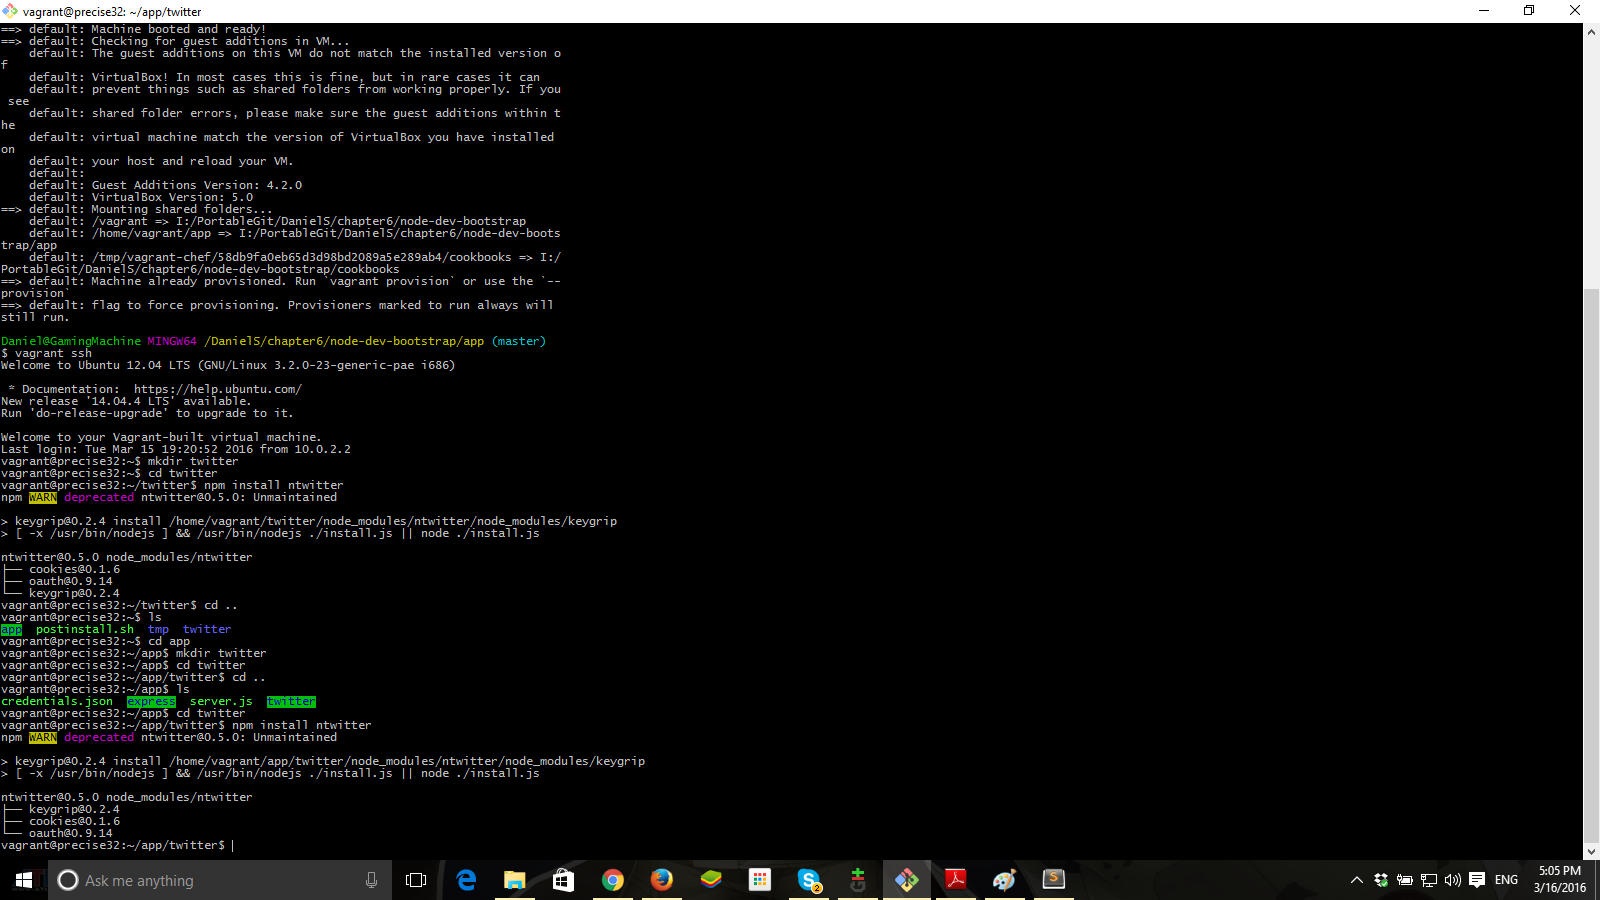 vagrant@precise32: ~/app/twitter
==> default: Machine booted and ready!
==> default: Checking for guest additions in VM...
    default: The guest additions on this VM do not match the installed version o
f
    default: VirtualBox! In most cases this is fine, but in rare cases it can
    default: prevent things such as shared folders from working properly. If you
 see
    default: shared folder errors, please make sure the guest additions within t
he
    default: virtual machine match the version of VirtualBox you have installed
on
    default: your host and reload your VM.
    default:
    default: Guest Additions Version: 4.2.0
    default: VirtualBox Version: 5.0
==> default: Mounting shared folders...
    default: /vagrant => I:/PortableGit/DanielS/chapter6/node-dev-bootstrap
    default: /home/vagrant/app => I:/PortableGit/DanielS/chapter6/node-dev-boots
trap/app
    default: /tmp/vagrant-chef/58db9fa0eb65d3d98bd2089a5e289ab4/cookbooks => I:/
PortableGit/DanielS/chapter6/node-dev-bootstrap/cookbooks
==> default: Machine already provisioned. Run `vagrant provision` or use the `--
provision`
==> default: flag to force provisioning. Provisioners marked to run always will
still run.
Daniel@GamingMachine MINGW64 /DanielS/chapter6/node-dev-bootstrap/app (master)
$ vagrant ssh
Welcome to Ubuntu 12.04 LTS (GNU/Linux 3.2.0-23-generic-pae i686)
 * Documentation:  https://help.ubuntu.com/
New release '14.04.4 LTS' available.
Run 'do-release-upgrade' to upgrade to it.
Welcome to your Vagrant-built virtual machine.
Last login: Tue Mar 15 19:20:52 2016 from 10.0.2.2
vagrant@precise32:~$ mkdir twitter
vagrant@precise32:~$ cd twitter
vagrant@precise32:~/twitter$ npm install ntwitter
npm WARN deprecated ntwitter@0.5.0: Unmaintained
> keygrip@0.2.4 install /home/vagrant/twitter/node_modules/ntwitter/node_modules/keygrip
> [ -x /usr/bin/nodejs ] && /usr/bin/nodejs ./install.js || node ./install.js
ntwitter@0.5.0 node_modules/ntwitter
├── cookies@0.1.6
├── oauth@0.9.14
└── keygrip@0.2.4
vagrant@precise32:~/twitter$ cd ..
vagrant@precise32:~$ ls
app  postinstall.sh  tmp  twitter
vagrant@precise32:~$ cd app
vagrant@precise32:~/app$ mkdir twitter
vagrant@precise32:~/app$ cd twitter
vagrant@precise32:~/app/twitter$ cd ..
vagrant@precise32:~/app$ ls
credentials.json  express  server.js  twitter
vagrant@precise32:~/app$ cd twitter
vagrant@precise32:~/app/twitter$ npm install ntwitter
npm WARN deprecated ntwitter@0.5.0: Unmaintained
> keygrip@0.2.4 install /home/vagrant/app/twitter/node_modules/ntwitter/node_modules/keygrip
> [ -x /usr/bin/nodejs ] && /usr/bin/nodejs ./install.js || node ./install.js
ntwitter@0.5.0 node_modules/ntwitter
├── keygrip@0.2.4
├── cookies@0.1.6
└── oauth@0.9.14
vagrant@precise32:~/app/twitter$
Ask me anything
2
ENG
5:05 PM
3/16/2016